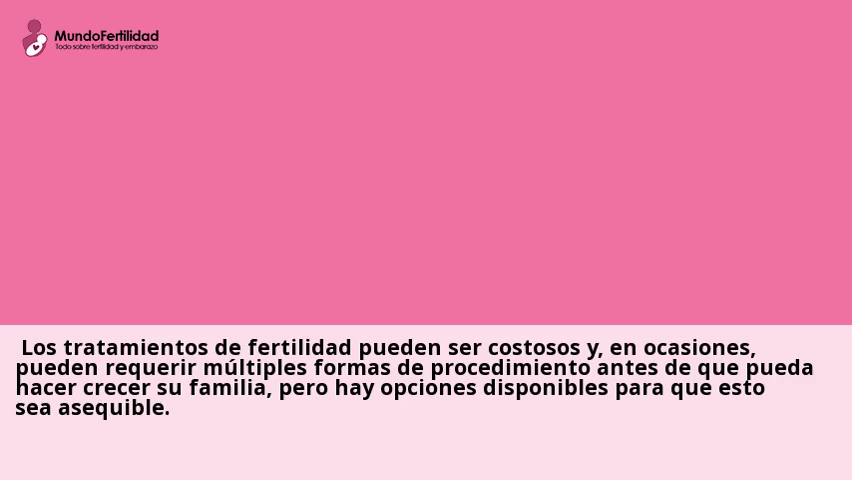 MundoFertilidad
Todo sobre fertilidad y embarazo
Los tratamientos de fertilidad pueden ser costosos y, en ocasiones,
pueden requerir múltiples formas de procedimiento antes de que pueda
hacer crecer su familia, pero hay opciones disponibles para que esto
sea asequible.